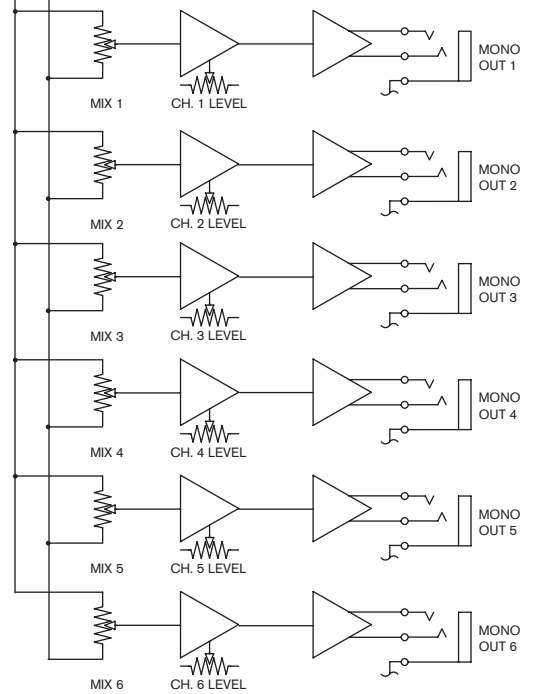 MONO
OUT 1
MIX 1
CH. 1 LEVEL
MONO
OUT 2
MIX 2
CH. 2 LEVEL
MONO
OUT 3
MIX 3
CH. 3 LEVEL
MONO
OUT 4
MIX 4
CH. 4 LEVEL
MONO
OUT 5
MIX 5
CH. 5 LEVEL
MONO
OUT 6
MIX 6
CH. 6 LEVEL